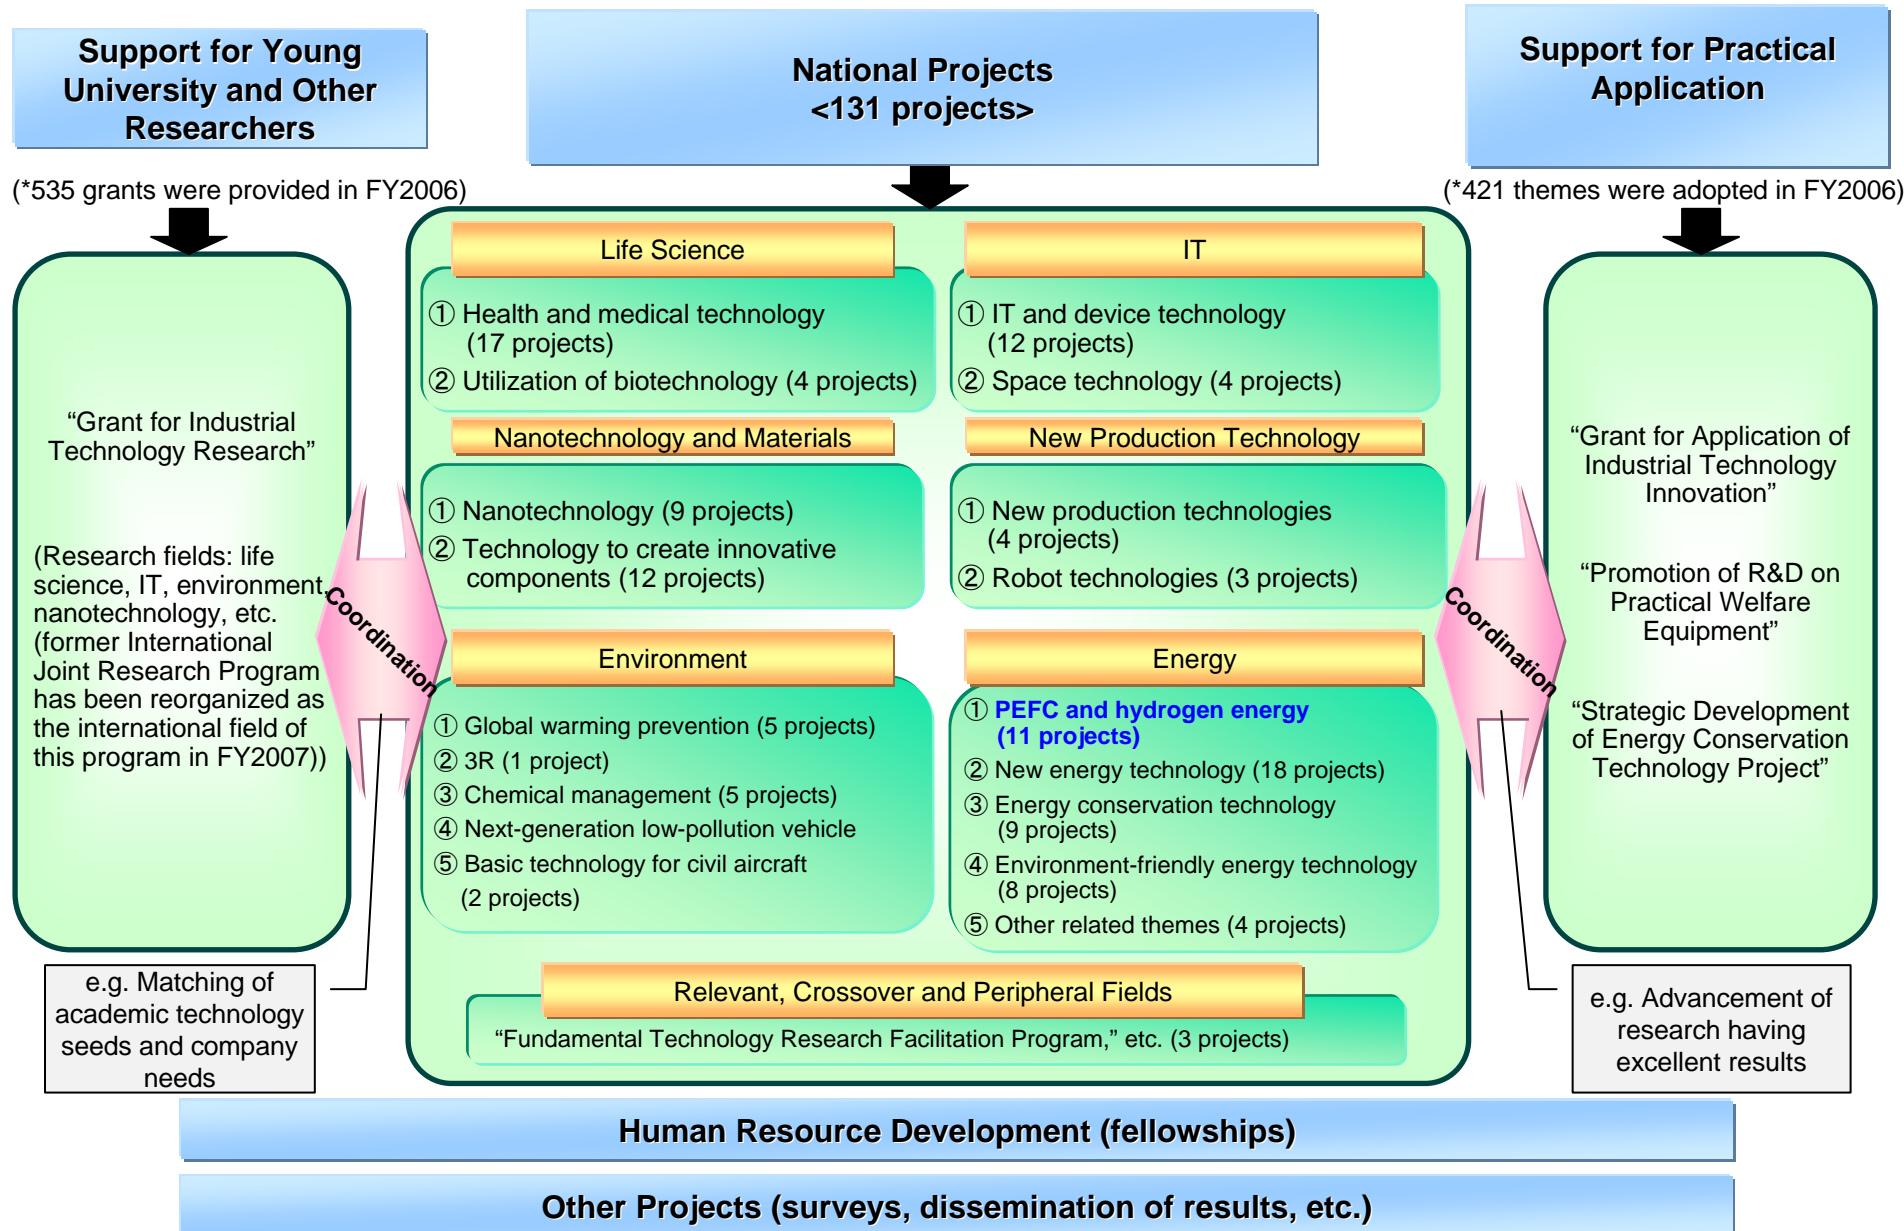 Support for Young
University and Other
Researchers
(*535 grants were provided in FY2006)
“Grant for Industrial
Technology Research”
(Research fields: life
science, IT, environment,
nanotechnology, etc.
(former International
Joint Research Program
has been reorganized as
the international field of
this program in FY2007))
Coordination
e.g. Matching of
academic technology
seeds and company
needs
National Projects
<131 projects>
Life Science
① Health and medical technology
(17 projects)
② Utilization of biotechnology (4 projects)
IT
① IT and device technology
(12 projects)
② Space technology (4 projects)
Nanotechnology and Materials
① Nanotechnology (9 projects)
② Technology to create innovative
components (12 projects)
New Production Technology
① New production technologies
(4 projects)
② Robot technologies (3 projects)
Environment
① Global warming prevention (5 projects)
② 3R (1 project)
③ Chemical management (5 projects)
④ Next-generation low-pollution vehicle
⑤ Basic technology for civil aircraft
(2 projects)
Energy
① PEFC and hydrogen energy
(11 projects)
② New energy technology (18 projects)
③ Energy conservation technology
(9 projects)
④ Environment-friendly energy technology
(8 projects)
⑤ Other related themes (4 projects)
Relevant, Crossover and Peripheral Fields
“Fundamental Technology Research Facilitation Program,” etc. (3 projects)
Support for Practical
Application
(*421 themes were adopted in FY2006)
“Grant for Application of
Industrial Technology
Innovation”
“Promotion of R&D on
Practical Welfare
Equipment”
“Strategic Development
of Energy Conservation
Technology Project”
Coordination
e.g. Advancement of
research having
excellent results
Human Resource Development (fellowships)
Other Projects (surveys, dissemination of results, etc.)